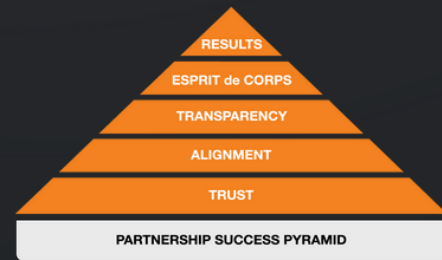 RESULTS
ESPRIT de CORPS
TRANSPARENCY
ALIGNMENT
TRUST
PARTNERSHIP SUCCESS PYRAMID